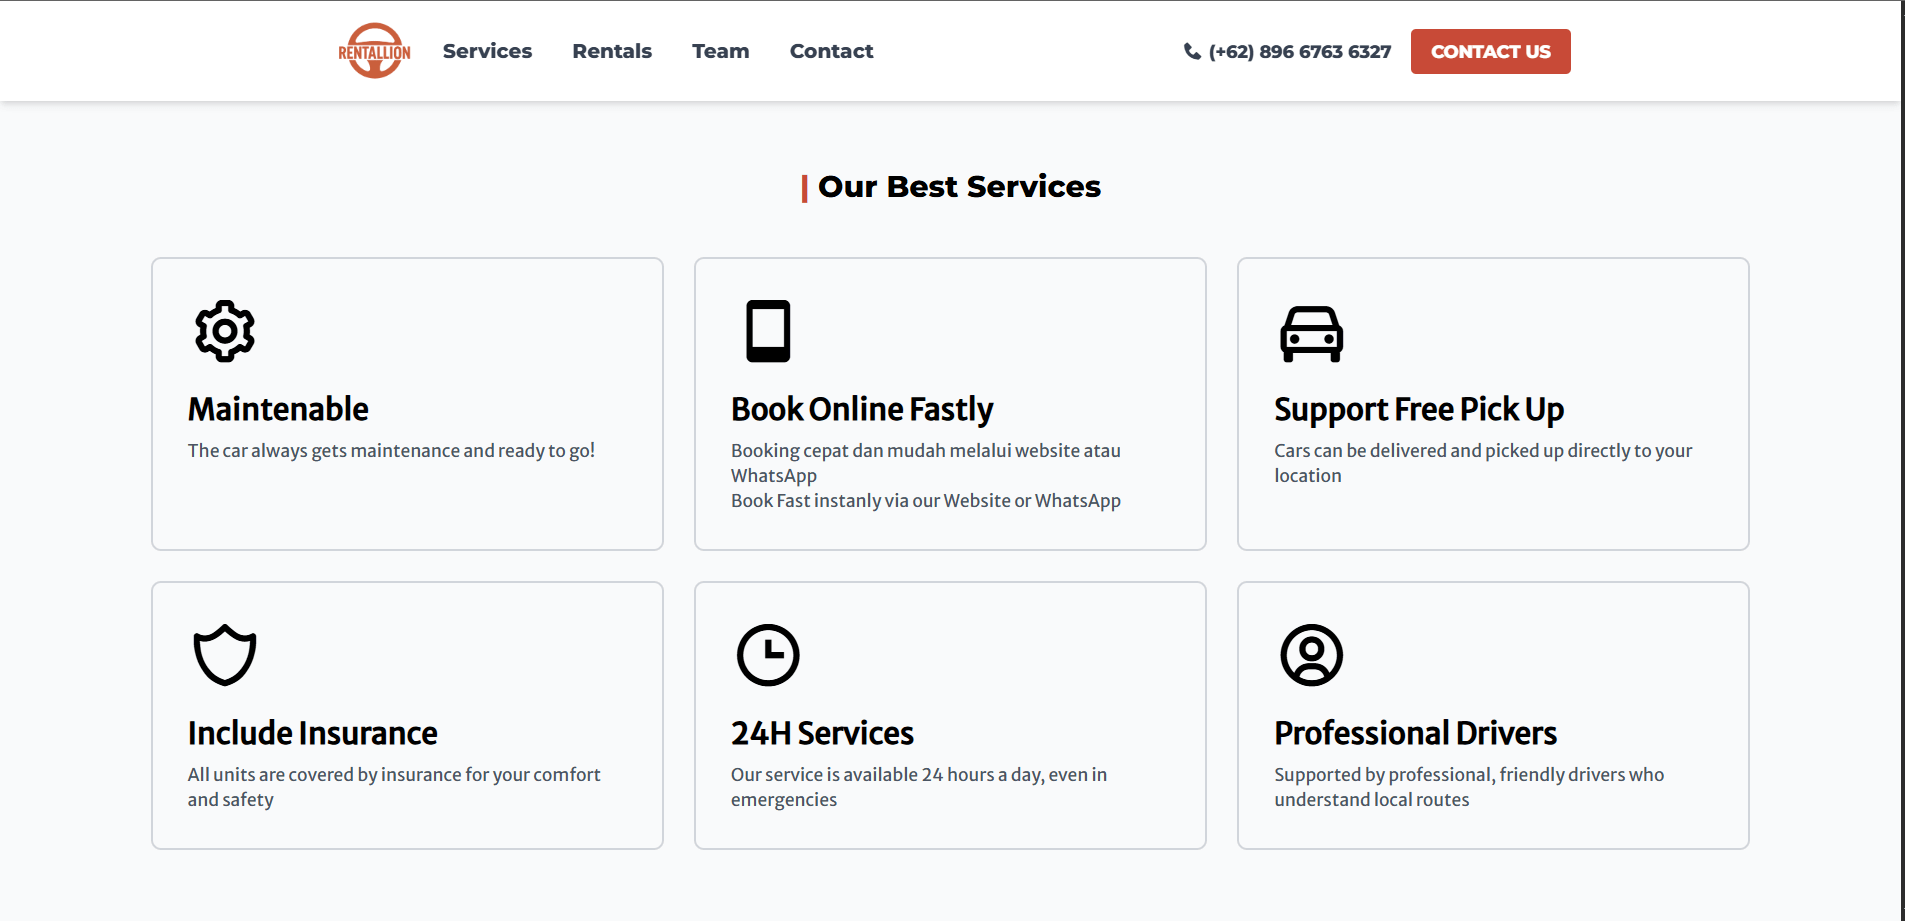 RENTALLION
Services
Rentals
Team
Contact
(+62) 896 6763 6327
CONTACT US
Our Best Services
Maintenable
The car always gets maintenance and ready to go!
Book Online Fastly
Booking cepat dan mudah melalui website atau
WhatsApp
Book Fast instanly via our Website or WhatsApp
Support Free Pick Up
Cars can be delivered and picked up directly to your
location
Include Insurance
All units are covered by insurance for your comfort
and safety
24H Services
Our service is available 24 hours a day, even in
emergencies
Professional Drivers
Supported by professional, friendly drivers who
understand local routes